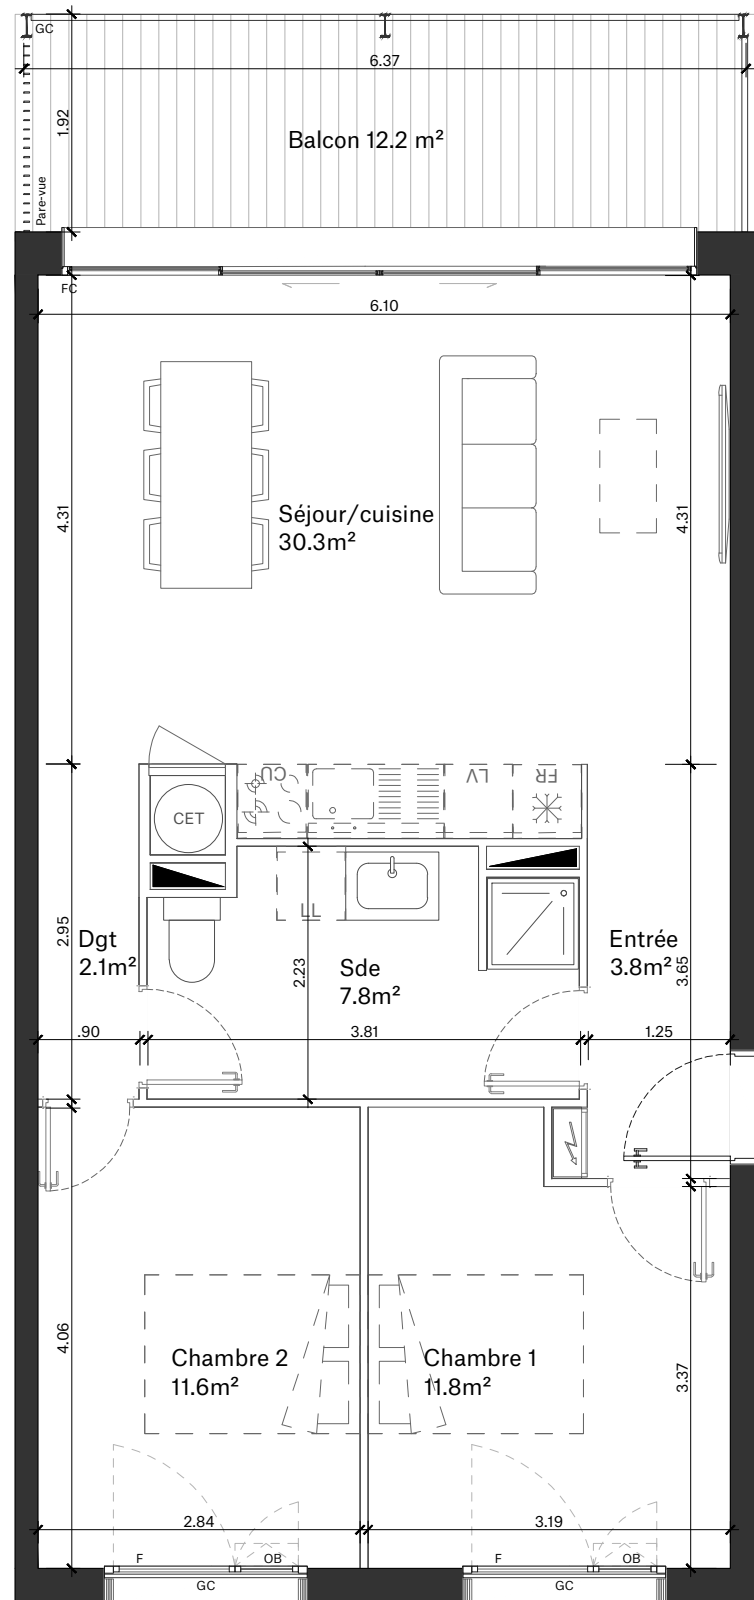 GC
6.37
1.92
Balcon 12.2 m²
Pare-vue
FC
6.10
4.31
4.31
Séjour/cuisine
30.3m²
CU
LV
FR
CET
LL
2.95
Dgt
2.1m²
2.23
Sde
7.8m²
Entrée
3.8m²
3.65
.90
3.81
1.25
4.06
Chambre 2
11.6m²
Chambre 1
11.8m²
3.37
2.84
3.19
F
OB
F
OB
GC
GC